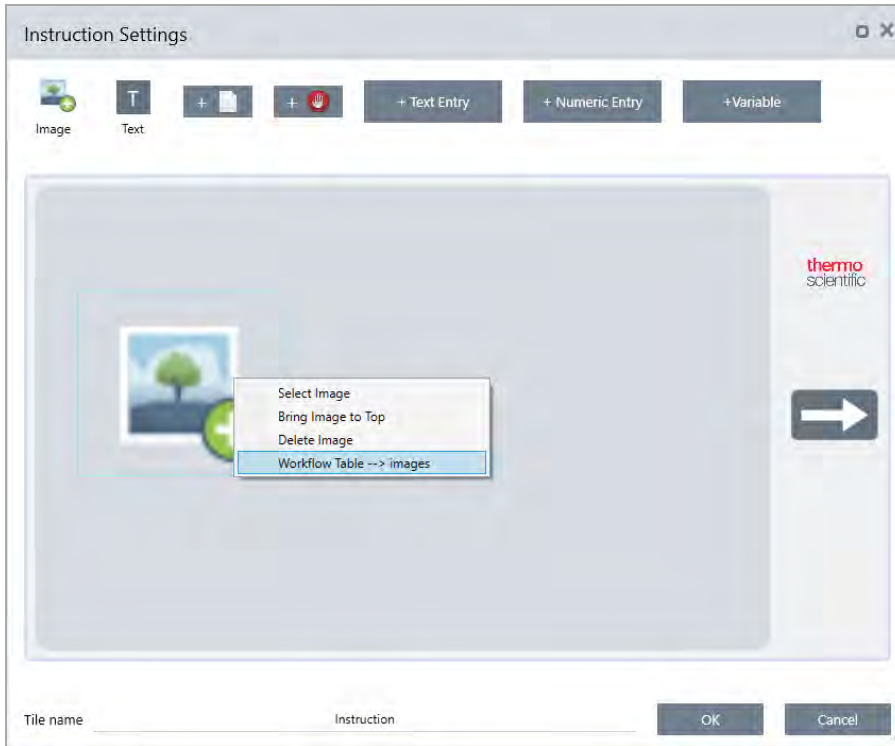 Instruction Settings
Image
T
Text
+
+
+ Text Entry
+ Numeric Entry
+Variable
thermo
scientific
Select Image
Bring Image to Top
Delete Image
Workflow Table --> images
Tile name
Instruction
OK
Cancel